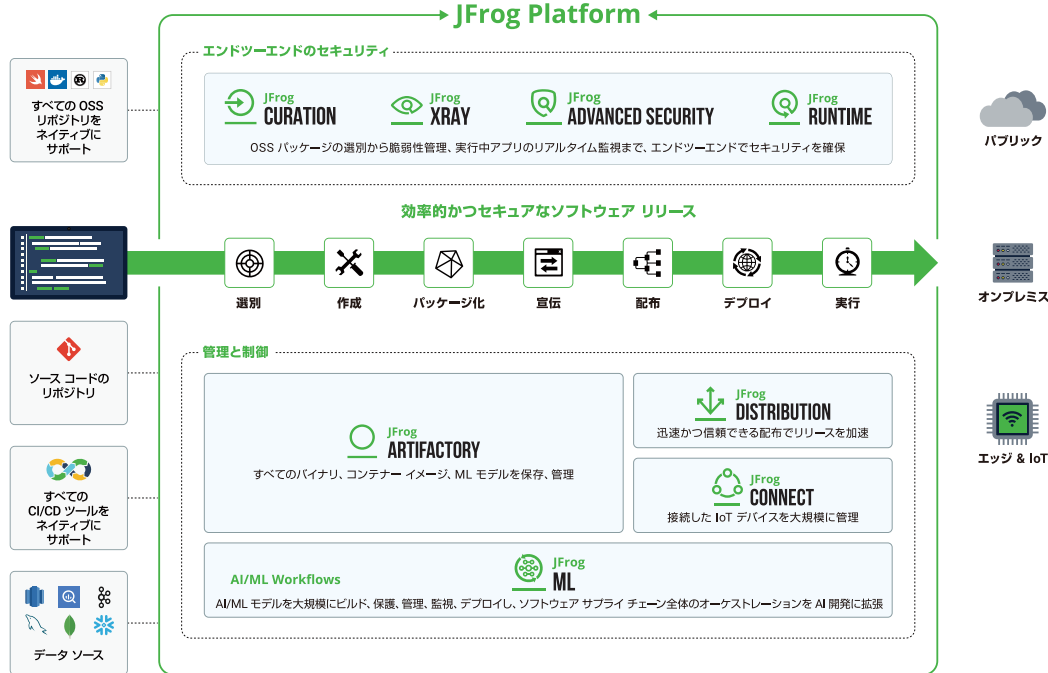 JFrog Platform
エンドツーエンドのセキュリティ
JFrog
CURATION
JFrog
XRAY
JFrog
ADVANCED SECURITY
JFrog
RUNTIME
OSS パッケージの選別から脆弱性管理、実行中アプリのリアルタイム監視まで、エンドツーエンドでセキュリティを確保
すべての OSS
リポジトリを
ネイティブに
サポート
パブリック
効率的かつセキュアなソフトウェア リリース
選別
作成
パッケージ化
宣伝
配布
デプロイ
実行
オンプレミス
ソース コードの
リポジトリ
すべての
CI/CD ツールを
ネイティブに
サポート
データ ソース
管理と制御
JFrog
ARTIFACTORY
すべてのバイナリ、コンテナー イメージ、ML モデルを保存、管理
JFrog
DISTRIBUTION
迅速かつ信頼できる配布でリリースを加速
JFrog
CONNECT
接続した IoT デバイスを大規模に管理
AI/ML Workflows
JFrog
ML
AI/ML モデルを大規模にビルド、保護、管理、監視、デプロイし、ソフトウェア サプライ チェーン全体のオーケストレーションを AI 開発に拡張
エッジ & IoT